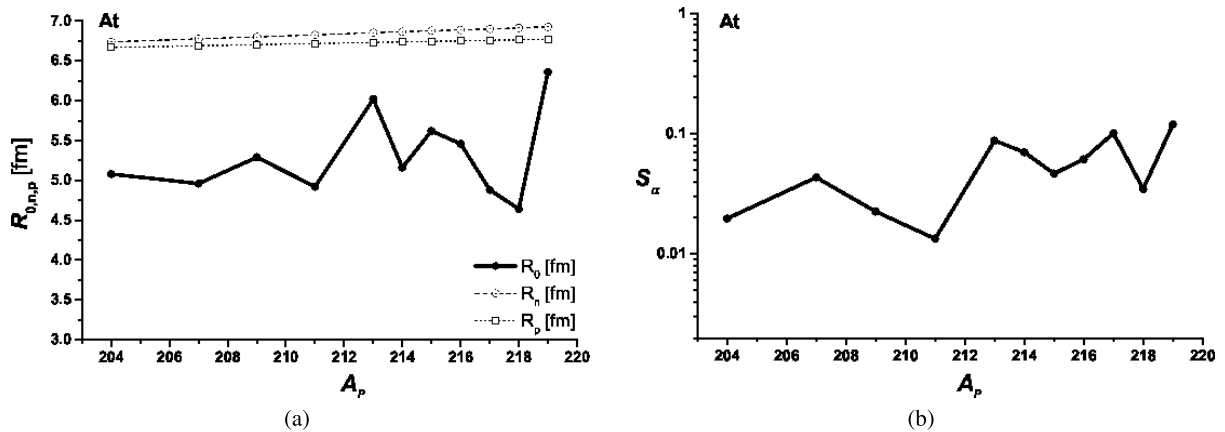 At
7.0
6.5
6.0
5.5
5.0
4.5
4.0
3.5
3.0
R0,n,p [fm]
R0 [fm]
Rn [fm]
Rp [fm]
204 206 208 210 212 214 216 218 220
AP
(a)
At
1
0.1
0.01
Sα
204 206 208 210 212 214 216 218 220
AP
(b)